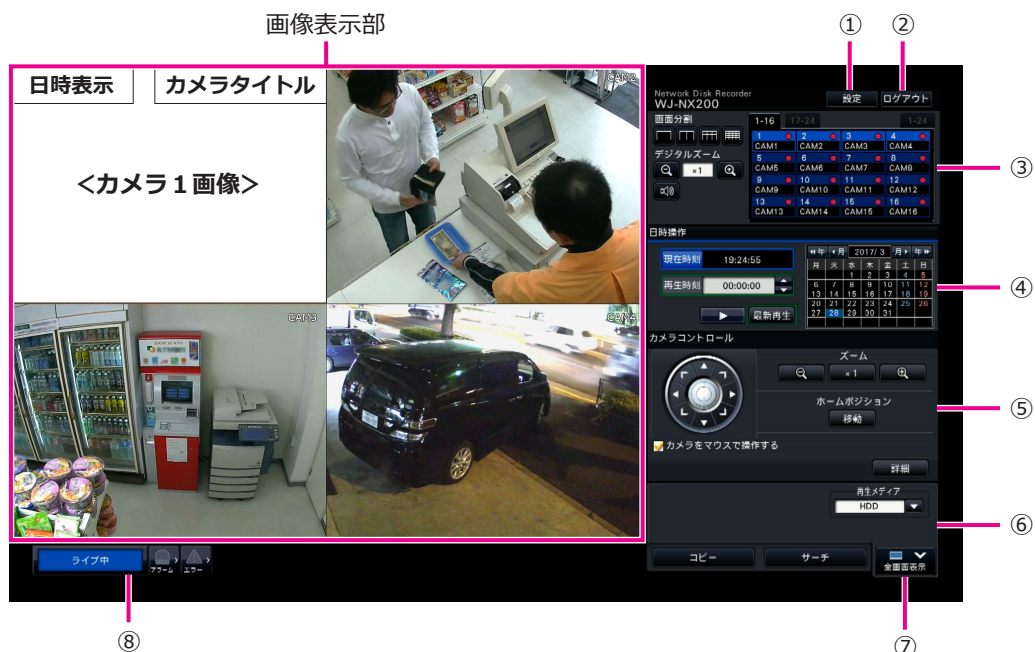 画像表示部
①
②
日時表示
カメラタイトル
<カメラ1画像>
CAM2
CAM3
CAM4
Network Disk Recorder
WJ-NX200
設定
ログアウト
画面分割
デジタルズーム
×1
1-16 17-24 1-24
1 2 3 4
CAM1 CAM2 CAM3 CAM4
5 6 7 8
CAM5 CAM6 CAM7 CAM8
9 10 11 12
CAM9 CAM10 CAM11 CAM12
13 14 15 16
CAM13 CAM14 CAM15 CAM16
③
日時操作
現在時刻 19:24:55
再生時刻 00:00:00
最新再生
年 月 2017/ 3 月 年
月 火 水 木 金 土 日
1 2 3 4 5
6 7 8 9 10 11 12
13 14 15 16 17 18 19
20 21 22 23 24 25 26
27 28 29 30 31
④
カメラコントロール
ズーム
×1
ホームポジション
移動
カメラをマウスで操作する
詳細
⑤
再生メディア
HDD
⑥
コピー
サーチ
全画面表示
ライブ中
アラーム
エラー
⑦
⑧